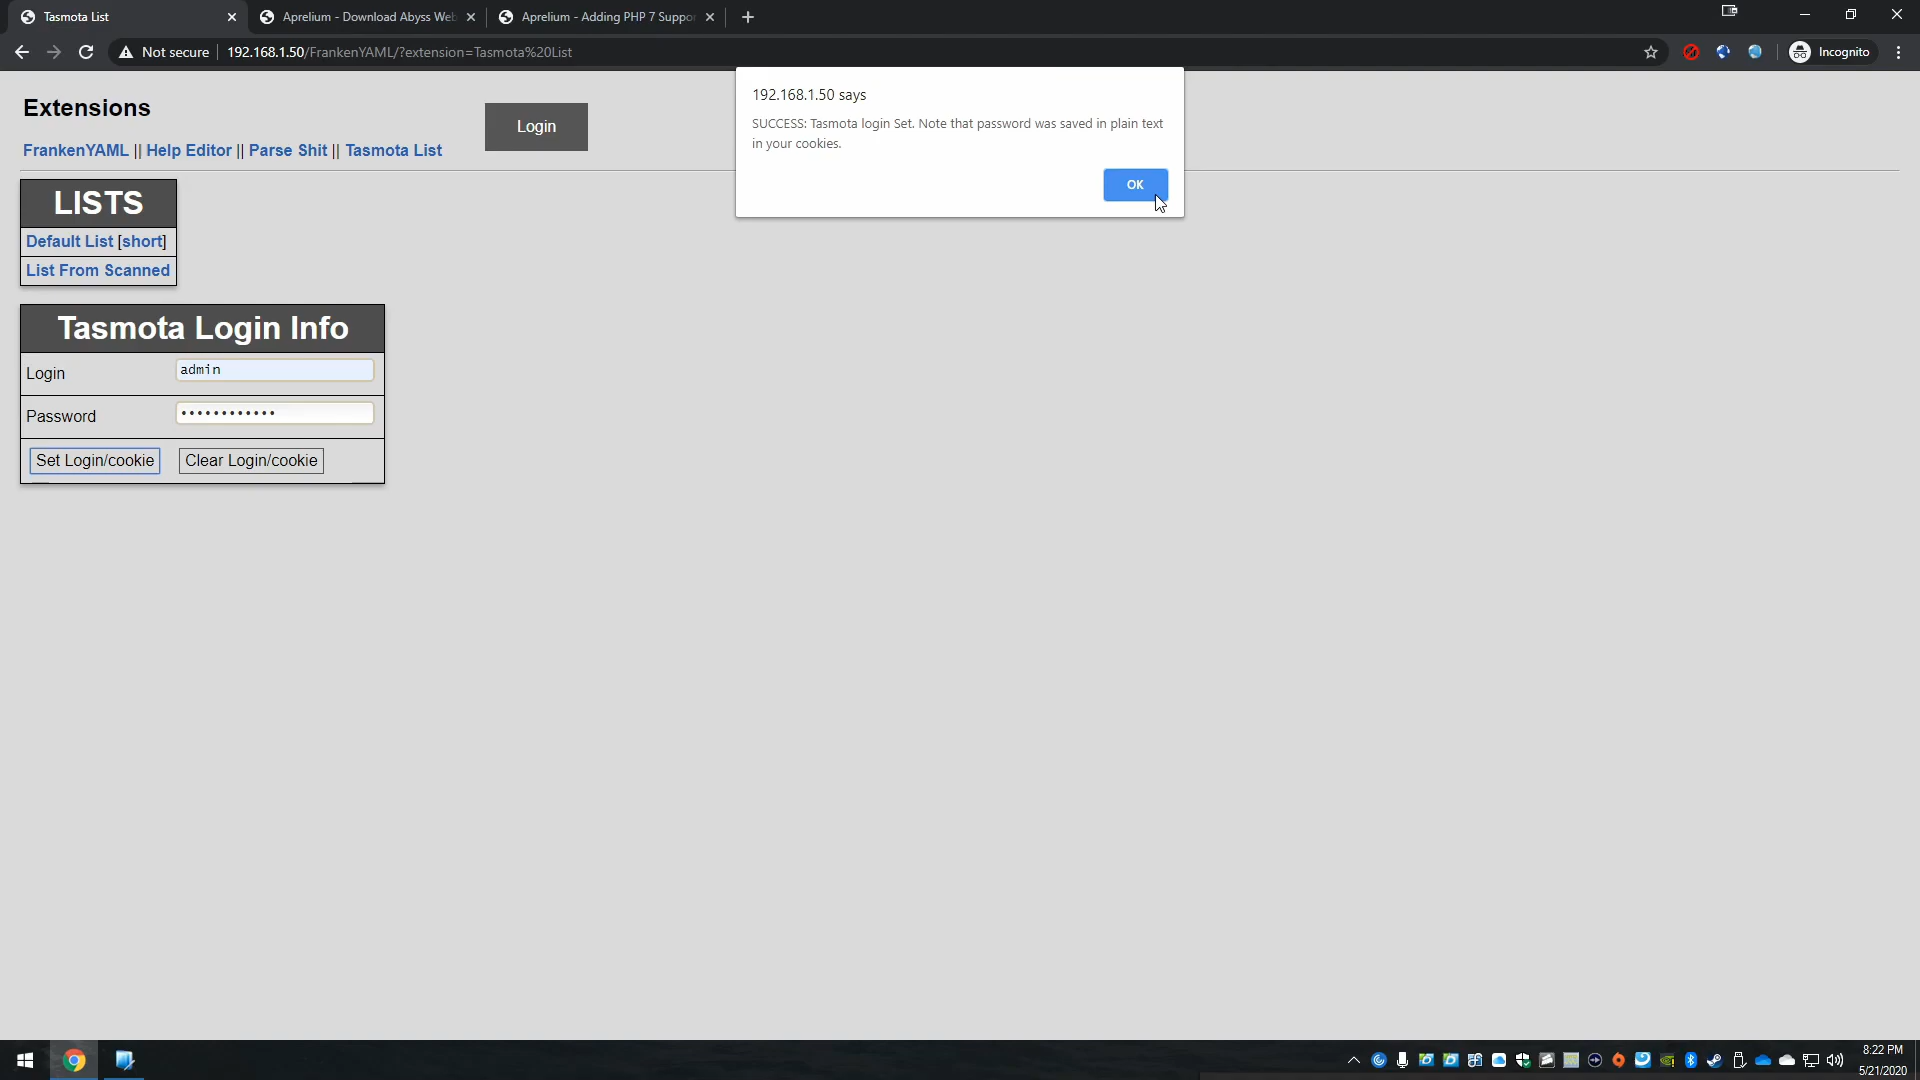 Tasmota List
Aprelium - Download Abyss Web
Aprelium - Adding PHP 7 Suppor
Not secure
192.168.1.50/FrankenYAML/?extension=Tasmota%20List
Incognito
192.168.1.50 says
SUCCESS: Tasmota login Set. Note that password was saved in plain text
in your cookies.
OK
Extensions
Login
FrankenYAML || Help Editor || Parse Shit || Tasmota List
LISTS
Default List [short]
List From Scanned
Tasmota Login Info
Login
admin
Password
Set Login/cookie
Clear Login/cookie
8:22 PM
5/21/2020